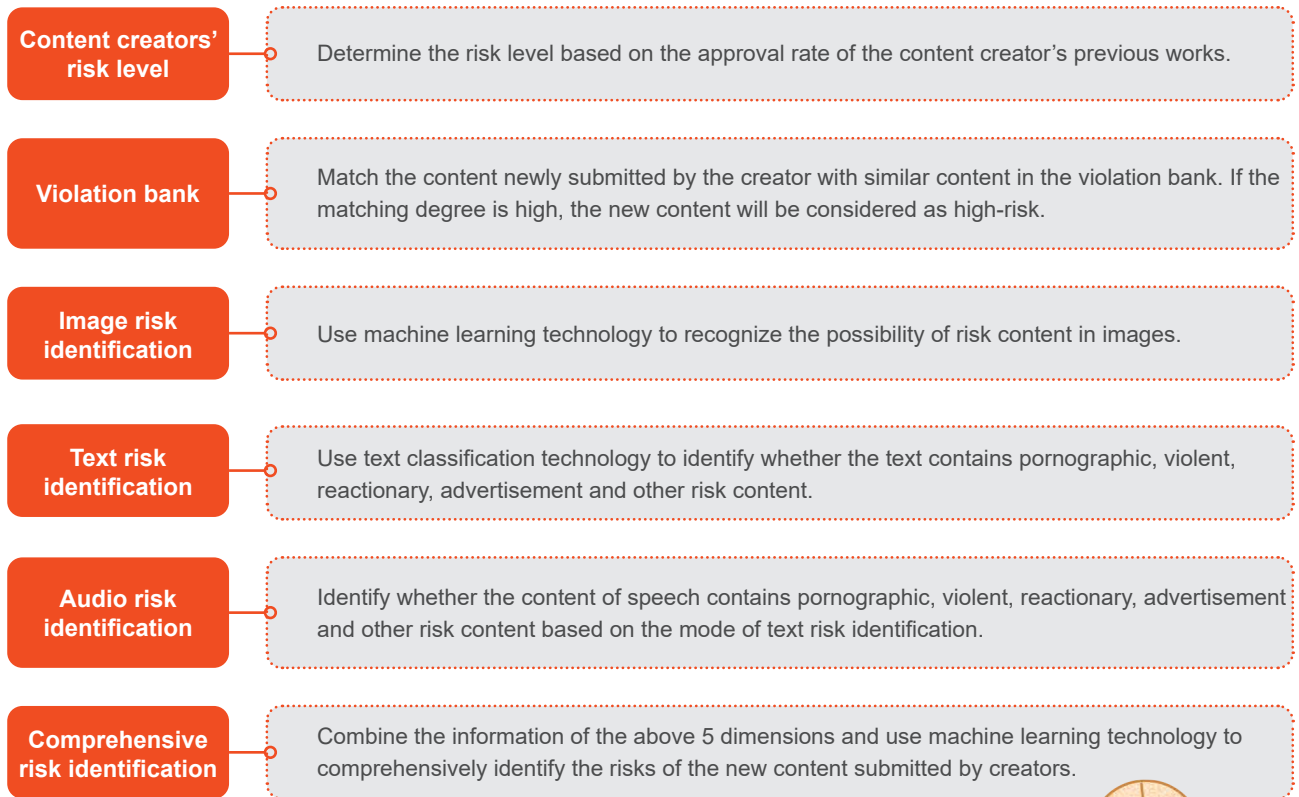 Content creators’
risk level
Determine the risk level based on the approval rate of the content creator’s previous works.
Violation bank
Match the content newly submitted by the creator with similar content in the violation bank. If the
matching degree is high, the new content will be considered as high-risk.
Image risk
identification
Use machine learning technology to recognize the possibility of risk content in images.
Text risk
identification
Use text classification technology to identify whether the text contains pornographic, violent,
reactionary, advertisement and other risk content.
Audio risk
identification
Identify whether the content of speech contains pornographic, violent, reactionary, advertisement
and other risk content based on the mode of text risk identification.
Comprehensive
risk identification
Combine the information of the above 5 dimensions and use machine learning technology to
comprehensively identify the risks of the new content submitted by creators.